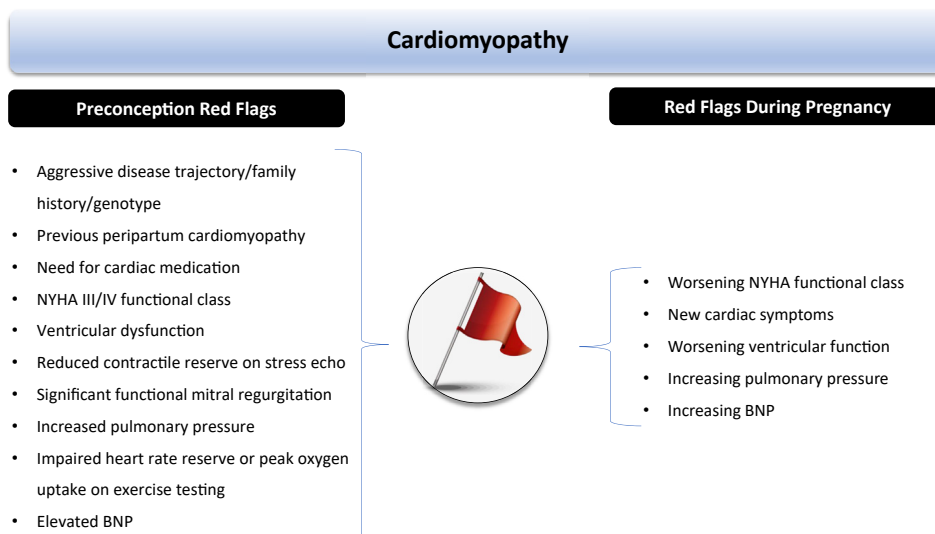 Cardiomyopathy
Preconception Red Flags
• Aggressive disease trajectory/family
history/genotype
• Previous peripartum cardiomyopathy
• Need for cardiac medication
• NYHA III/IV functional class
• Ventricular dysfunction
• Reduced contractile reserve on stress echo
• Significant functional mitral regurgitation
• Increased pulmonary pressure
• Impaired heart rate reserve or peak oxygen
uptake on exercise testing
• Elevated BNP
Red Flags During Pregnancy
• Worsening NYHA functional class
• New cardiac symptoms
• Worsening ventricular function
• Increasing pulmonary pressure
• Increasing BNP